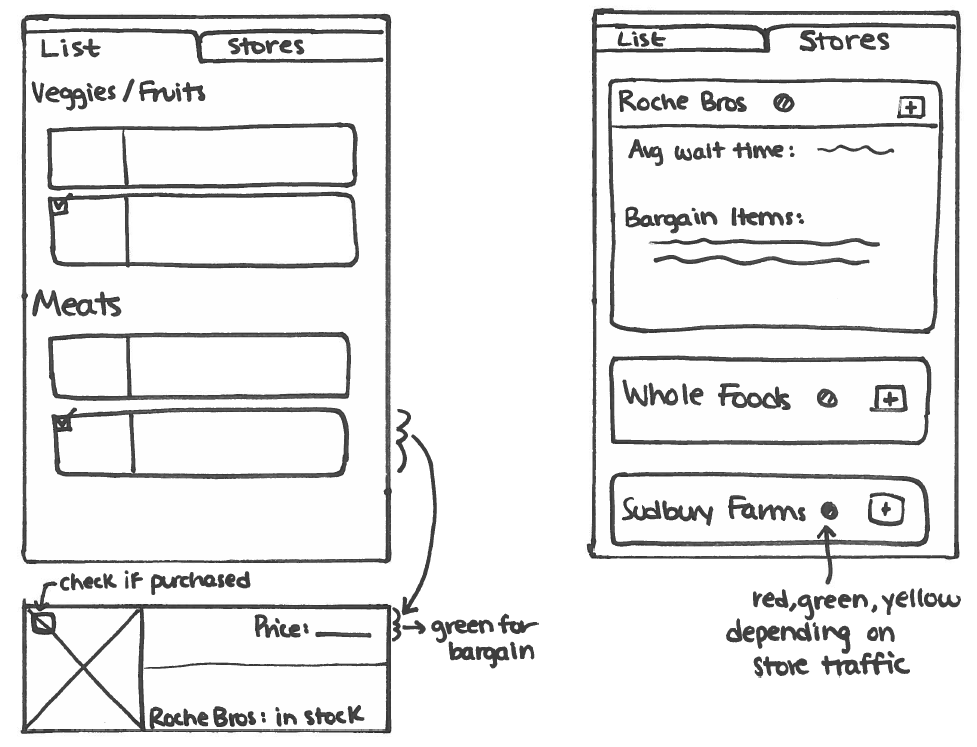 List
Stores
Veggies / Fruits
Meats
check if purchased
Price:
green for
bargain
Roche Bros: in stock
List
Stores
Roche Bros
Avg wait time:
Bargain Items:
Whole Foods
Sudbury Farms
red, green, yellow
depending on
store traffic